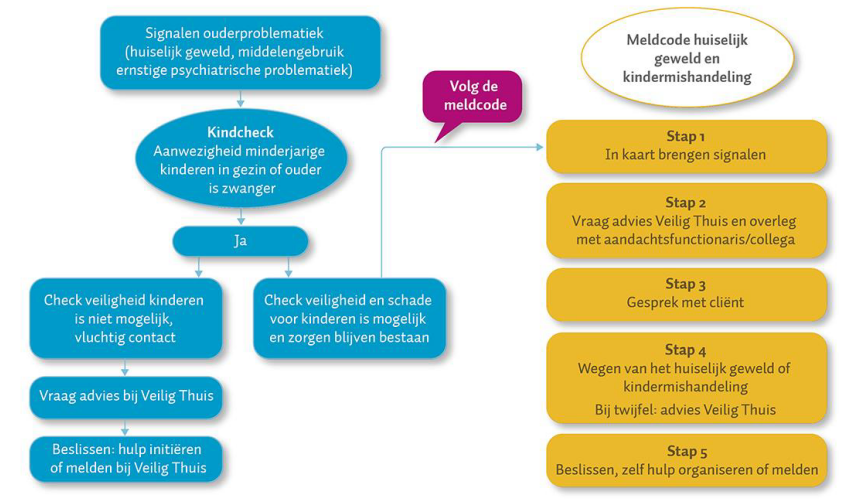 Signalen ouderproblematiek
(huiselijk geweld, middelengebruik
ernstige psychiatrische problematiek)
Kindcheck
Aanwezigheid minderjarige
kinderen in gezin of ouder
is zwanger
Ja
Check veiligheid kinderen
is niet mogelijk,
vluchtig contact
Vraag advies bij Veilig Thuis
Beslissen: hulp initiëren
of melden bij Veilig Thuis
Check veiligheid en schade
voor kinderen is mogelijk
en zorgen blijven bestaan
Volg de
meldcode
Meldcode huiselijk
geweld en
kindermishandeling
Stap 1
In kaart brengen signalen
Stap 2
Vraag advies Veilig Thuis en overleg
met aandachtsfunctionaris/collega
Stap 3
Gesprek met cliënt
Stap 4
Wegen van het huiselijk geweld of
kindermishandeling
Bij twijfel: advies Veilig Thuis
Stap 5
Beslissen, zelf hulp organiseren of melden